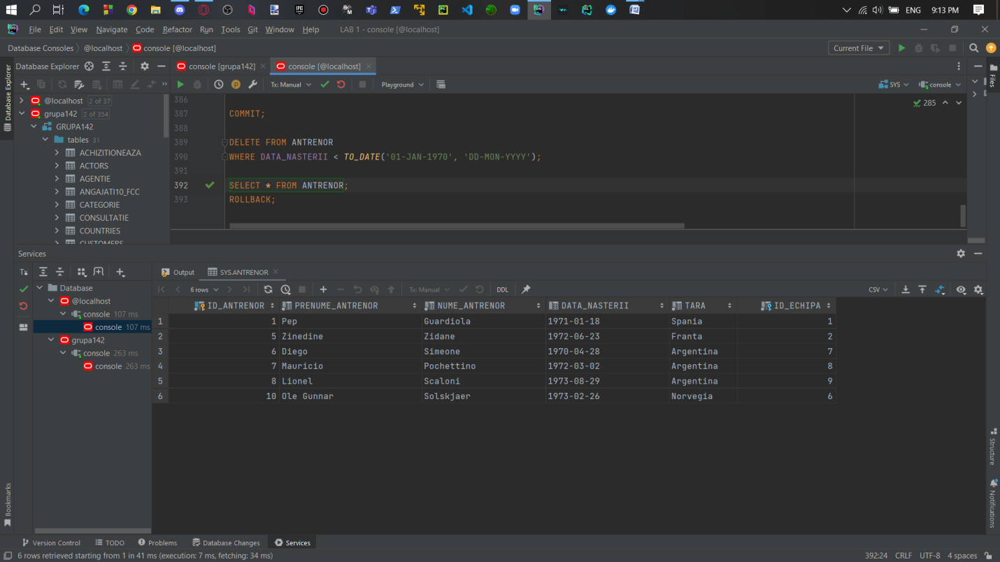 ENG 9:13 PM
File Edit View Navigate Code Refactor Run Tools Git Window Help LAB 1 - console [@localhost]
Database Consoles @localhost console [@localhost] Current File
Database Explorer console [grupa142] console [@localhost]
Tx: Manual Playground SYS console
Database Explorer
Files
@localhost 2 of 37
grupa142 2 of 354
GRUPA142
tables 31
ACHIZITIONEAZA
ACTORS
AGENTIE
ANGAJATI10_FCC
CATEGORIE
CONSULTATIE
COUNTRIES
CUSTOMERS
285
386
387 COMMIT;
388
389 DELETE FROM ANTRENOR
390 WHERE DATA_NASTERII < TO_DATE('01-JAN-1970', 'DD-MON-YYYY');
391
392 SELECT * FROM ANTRENOR;
393 ROLLBACK;
Services
Tx
Database
@localhost
console 107 ms
console 107 ms
grupa142
console 263 ms
console 263 ms
Output SYS.ANTRENOR
6 rows Tx: Manual DDL CSV
ID_ANTRENOR PRENUME_ANTRENOR NUME_ANTRENOR DATA_NASTERII TARA ID_ECHIPA
1 1 Pep Guardiola 1971-01-18 Spania 1
2 5 Zinedine Zidane 1972-06-23 Franta 2
3 6 Diego Simeone 1970-04-28 Argentina 7
4 7 Mauricio Pochettino 1972-03-02 Argentina 8
5 8 Lionel Scaloni 1973-08-29 Argentina 9
6 10 Ole Gunnar Solskjaer 1973-02-26 Norvegia 6
Structure
Notifications
Bookmarks
Version Control TODO Problems Database Changes Services
6 rows retrieved starting from 1 in 41 ms (execution: 7 ms, fetching: 34 ms) 392:24 CRLF UTF-8 4 spaces